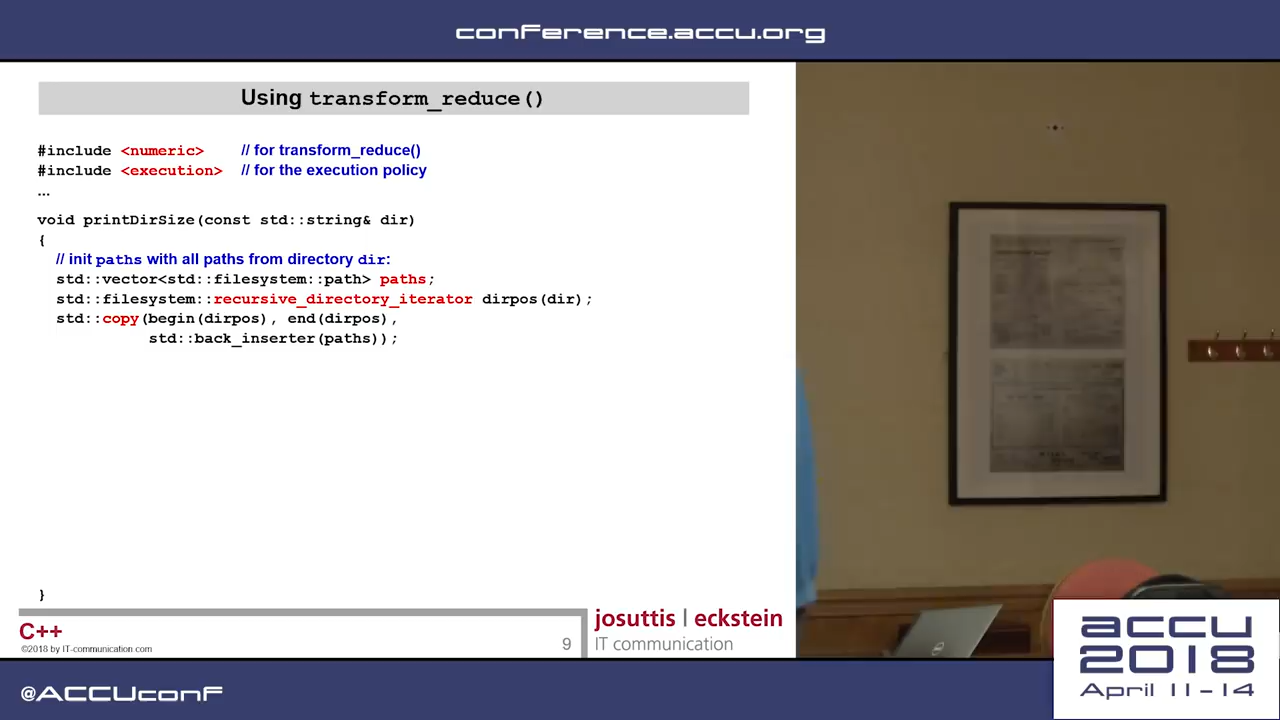 conference.accu.org
Using transform_reduce()
#include <numeric> // for transform_reduce()
#include <execution> // for the execution policy
...
void printDirSize(const std::string& dir)
{
// init paths with all paths from directory dir:
std::vector<std::filesystem::path> paths;
std::filesystem::recursive_directory_iterator dirpos(dir);
std::copy(begin(dirpos), end(dirpos),
std::back_inserter(paths));
}
C++
©2018 by IT-communication.com
9
josuttis | eckstein
IT communication
accu
2018
April 11-14
@ACCUconf